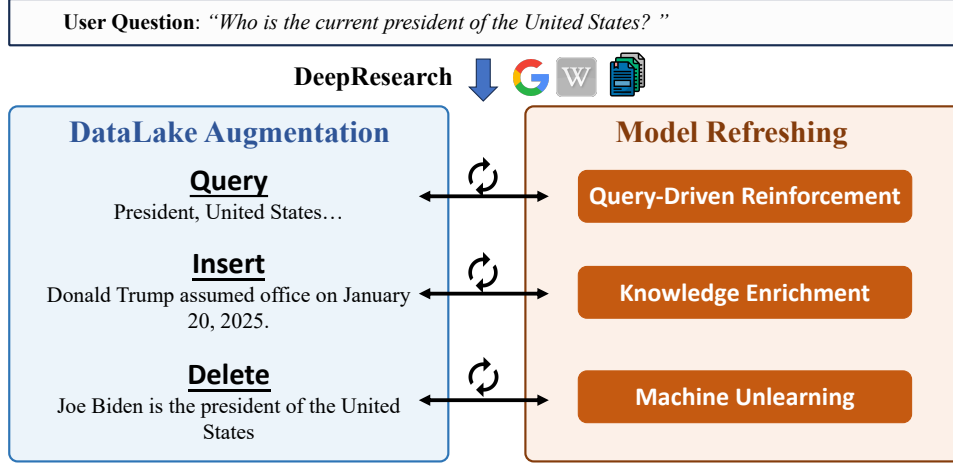 User Question: “Who is the current president of the United States? ”
DeepResearch
W
DataLake Augmentation
Query
President, United States…
Insert
Donald Trump assumed office on January
20, 2025.
Delete
Joe Biden is the president of the United
States
Model Refreshing
Query-Driven Reinforcement
Knowledge Enrichment
Machine Unlearning